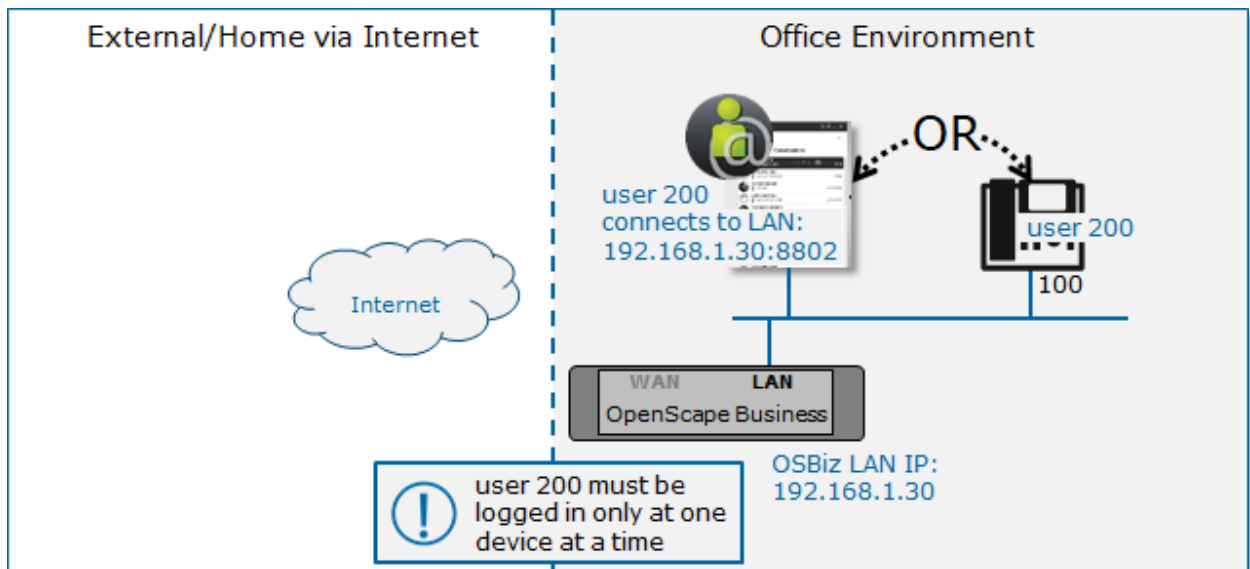 External/Home via Internet
Office Environment
OR
user 200
connects to LAN:
192.168.1.30:8802
user 200
100
Internet
WAN LAN
OpenScape Business
OSBiz LAN IP:
192.168.1.30
user 200 must be
logged in only at one
device at a time